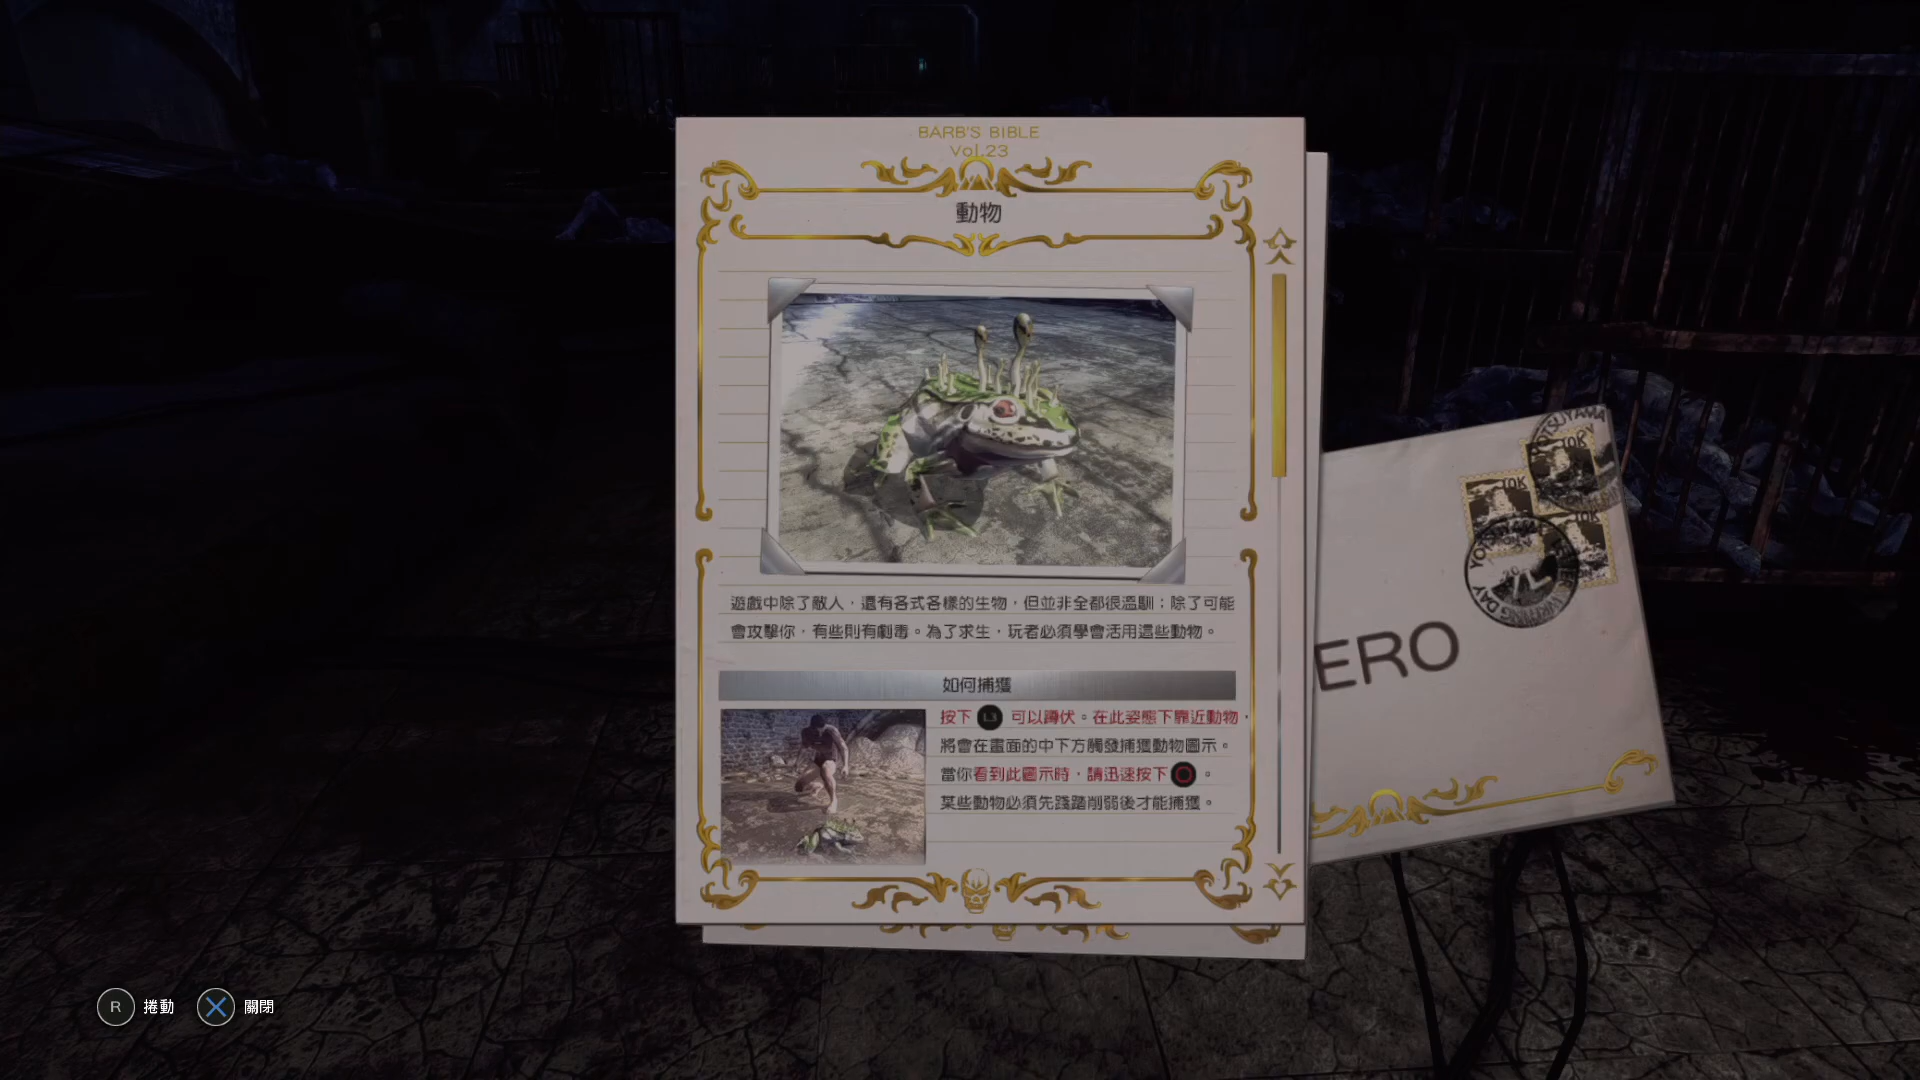 BARB'S BIBLE
Vol.23
動物
遊戲中除了敵人，還有各式各樣的生物，但並非全都很溫馴；除了可能
會攻擊你，有些則有劇毒。為了求生，玩者必須學會活用這些動物。
如何捕獲
按下 L3 可以蹲伏。在此姿態下靠近動物，
將會在畫面的中下方觸發捕獲動物圖示。
當你看到此圖示時，請迅速按下 。
某些動物必須先踐踏削弱後才能捕獲。
ERO
10K
10K
10K
R 捲動
關閉